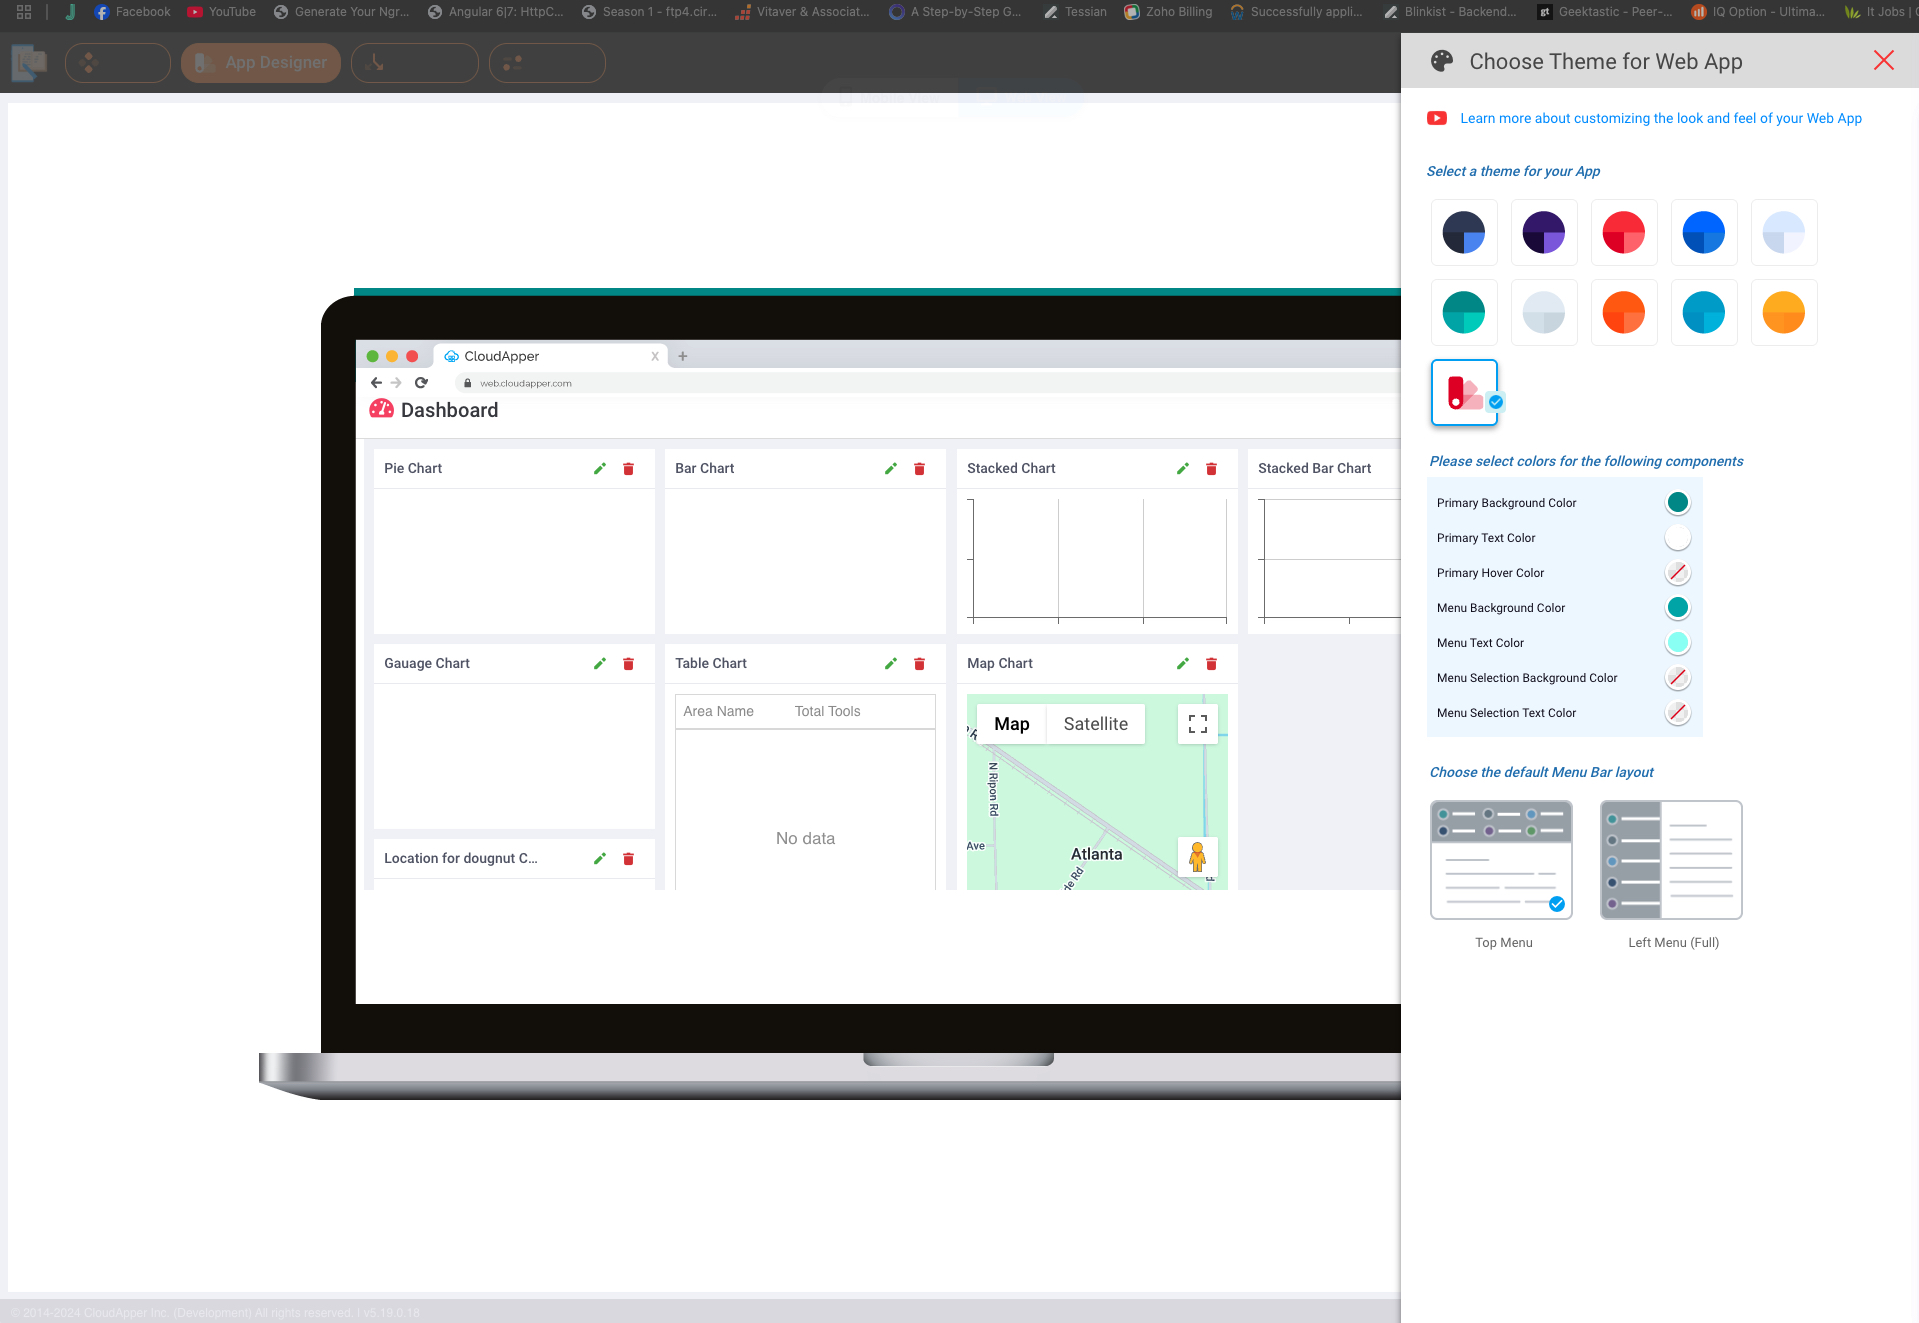 Facebook
YouTube
Generate Your Ngr...
Angular 6|7: HttpC...
Season 1 - ftp4.cir...
Vitaver & Associat...
A Step-by-Step G...
Tessian
Zoho Billing
Successfully appli...
Blinkist - Backend...
gt
Geektastic - Peer-...
IQ Option - Ultima...
It Jobs |
App Designer
Choose Theme for Web App
Learn more about customizing the look and feel of your Web App
Select a theme for your App
CloudApper
X
+
web.cloudapper.com
Dashboard
Pie Chart
Bar Chart
Stacked Chart
Stacked Bar Chart
Gauage Chart
Table Chart
Map Chart
Area Name
Total Tools
No data
Map
Satellite
N Ripon Rd
Ave
Atlanta
de Rd
Location for dougnut C...
Please select colors for the following components
Primary Background Color
Primary Text Color
Primary Hover Color
Menu Background Color
Menu Text Color
Menu Selection Background Color
Menu Selection Text Color
Choose the default Menu Bar layout
Top Menu
Left Menu (Full)
© 2014-2024 CloudApper Inc. (Development) All rights reserved. | v5.19.0.18